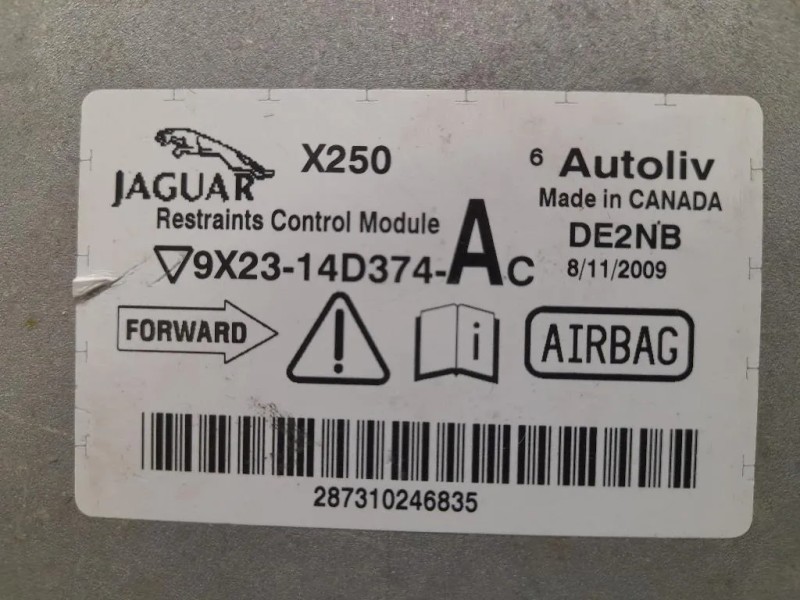 JAGUAR
X250
6 Autoliv
Made in CANADA
Restraints Control Module
DE2NB
9X23-14D374-AC
8/11/2009
FORWARD
!
i
AIRBAG
287310246835